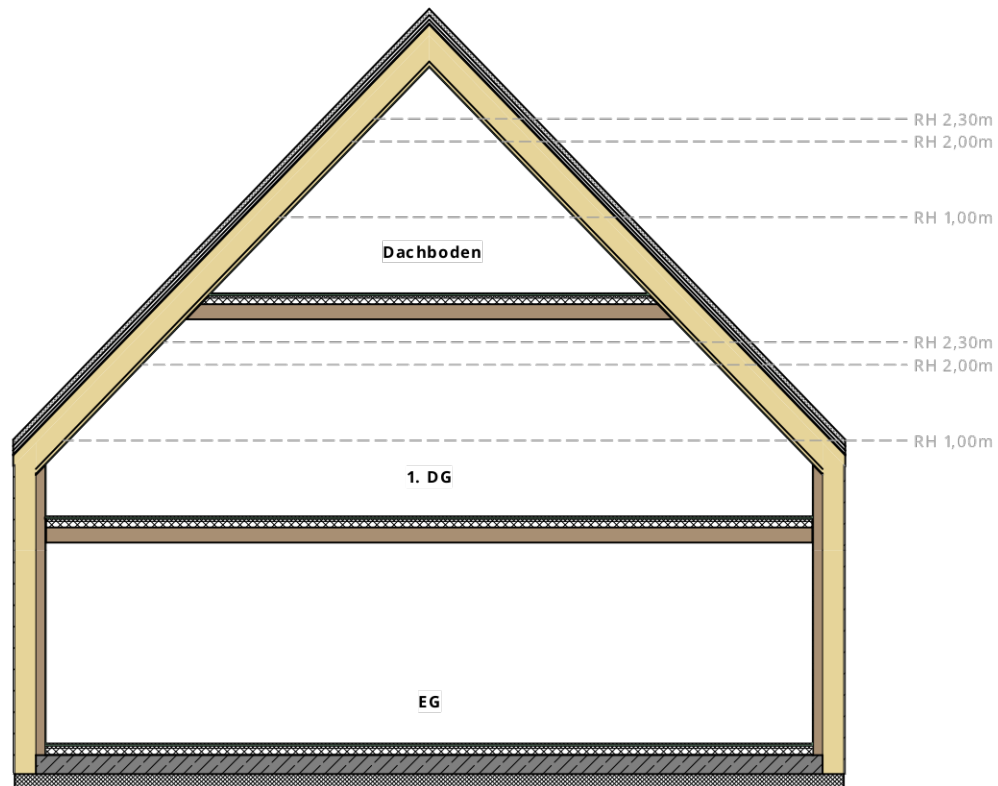 RH 2,30m
RH 2,00m
RH 1,00m
Dachboden
RH 2,30m
RH 2,00m
RH 1,00m
1. DG
EG